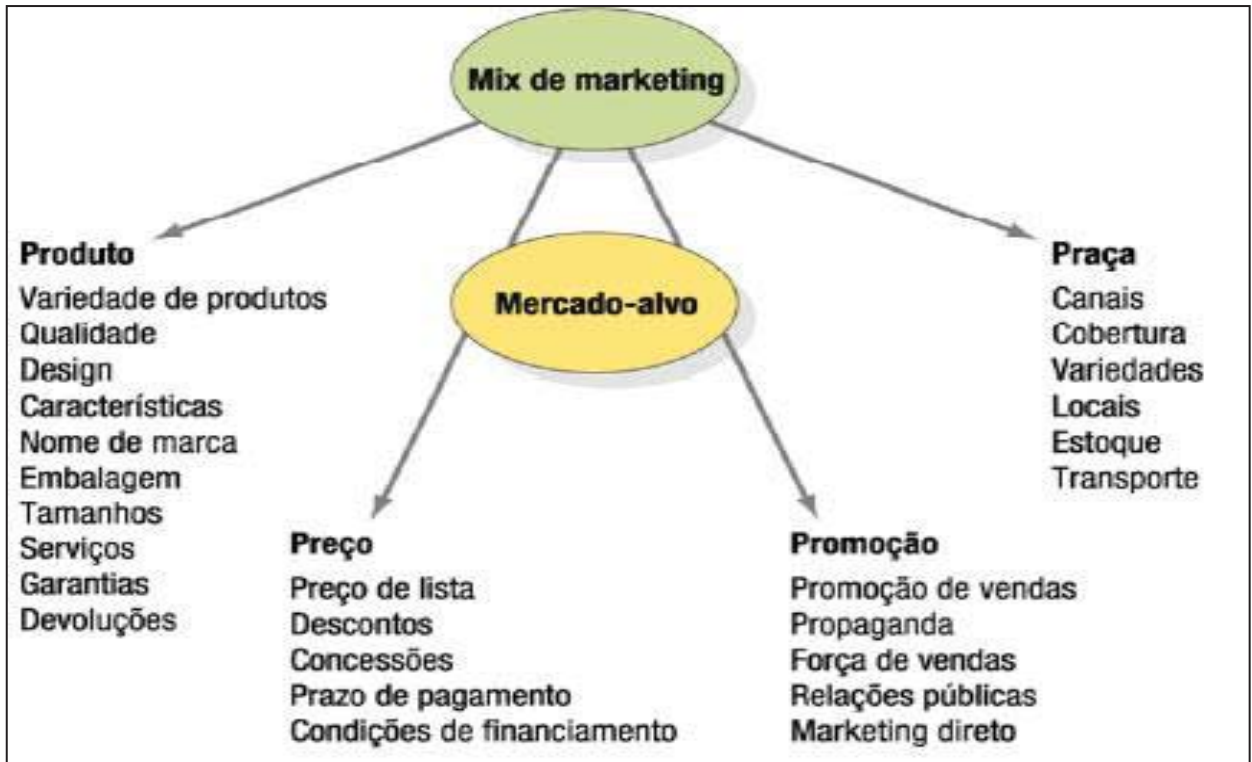 Mix de marketing
Mercado-alvo
Produto
Variedade de produtos
Qualidade
Design
Características
Nome de marca
Embalagem
Tamanhos
Serviços
Garantias
Devoluções
Preço
Preço de lista
Descontos
Concessões
Prazo de pagamento
Condições de financiamento
Promoção
Promoção de vendas
Propaganda
Força de vendas
Relações públicas
Marketing direto
Praça
Canais
Cobertura
Variedades
Locais
Estoque
Transporte